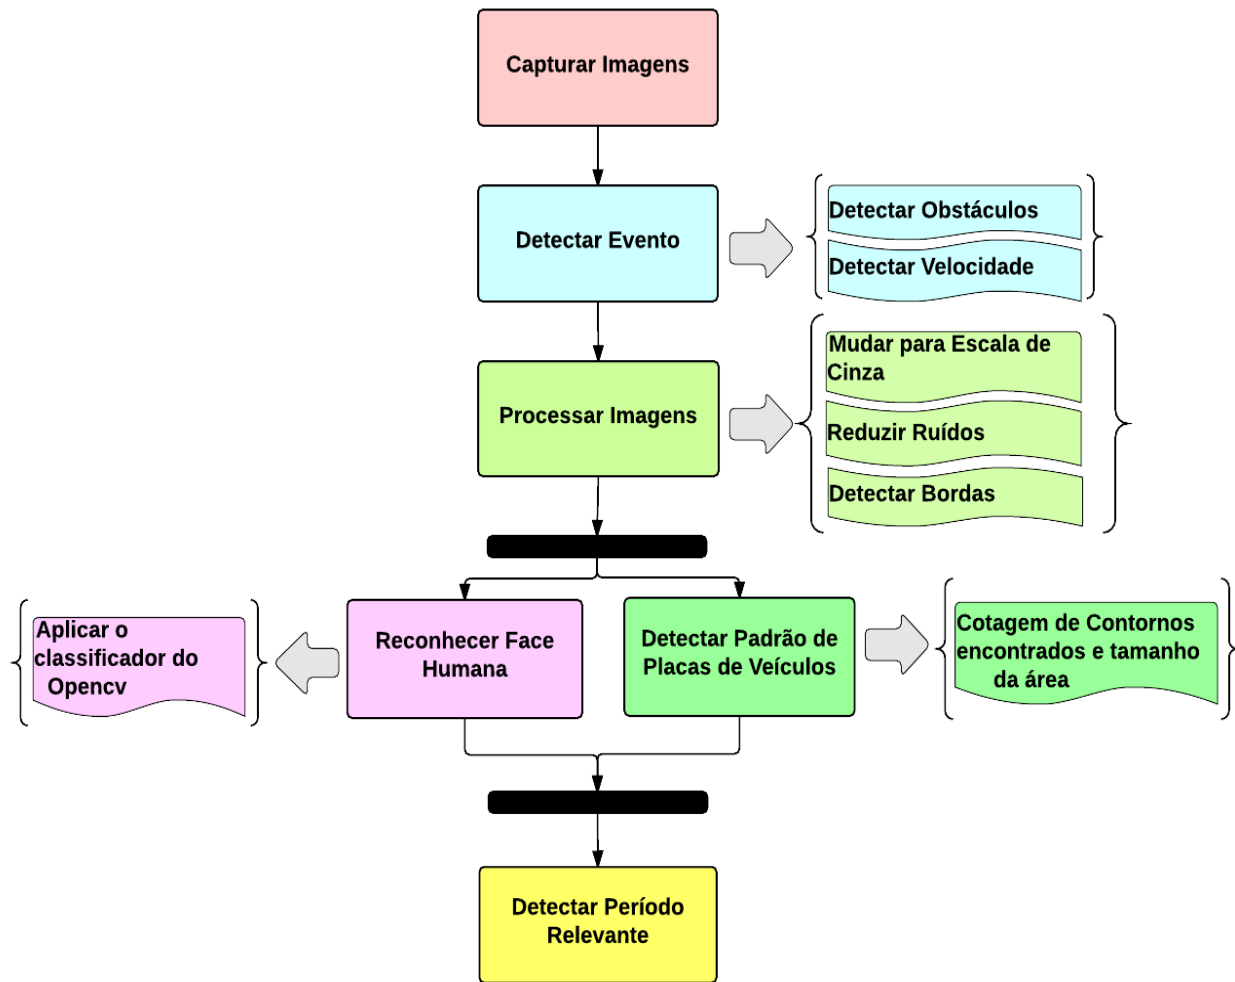 Capturar Imagens
Detectar Evento
Detectar Obstáculos
Detectar Velocidade
Processar Imagens
Mudar para Escala de
Cinza
Reduzir Ruídos
Detectar Bordas
Aplicar o
classificador do
Opencv
Reconhecer Face
Humana
Detectar Padrão de
Placas de Veículos
Cotagem de Contornos
encontrados e tamanho
da área
Detectar Período
Relevante